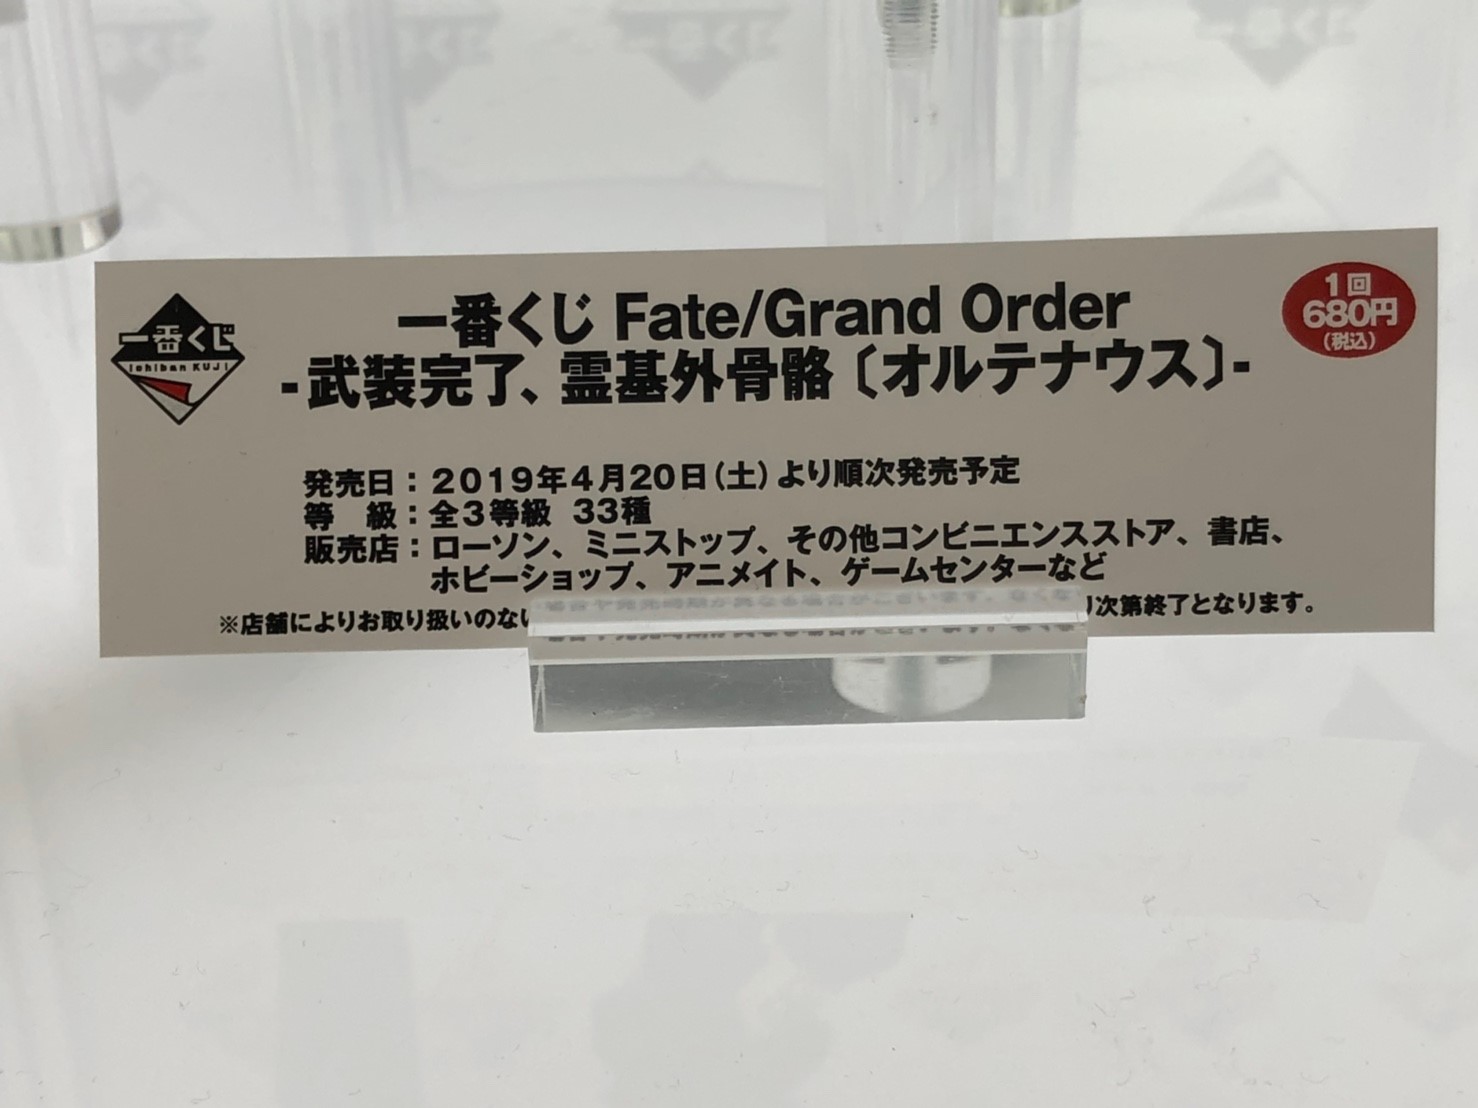 一番くじ
Ichiban KUJI
一番くじ Fate/Grand Order
-武装完了、霊基外骨骼〔オルテナウス〕-
1回
680円
(税込)
発売日：2019年4月20日(土)より順次発売予定
等　級：全3等級 33種
販売店：ローソン、ミニストップ、その他コンビニエンスストア、書店、
ホビーショップ、アニメイト、ゲームセンターなど
※店舗によりお取り扱いのない 次第終了となります。